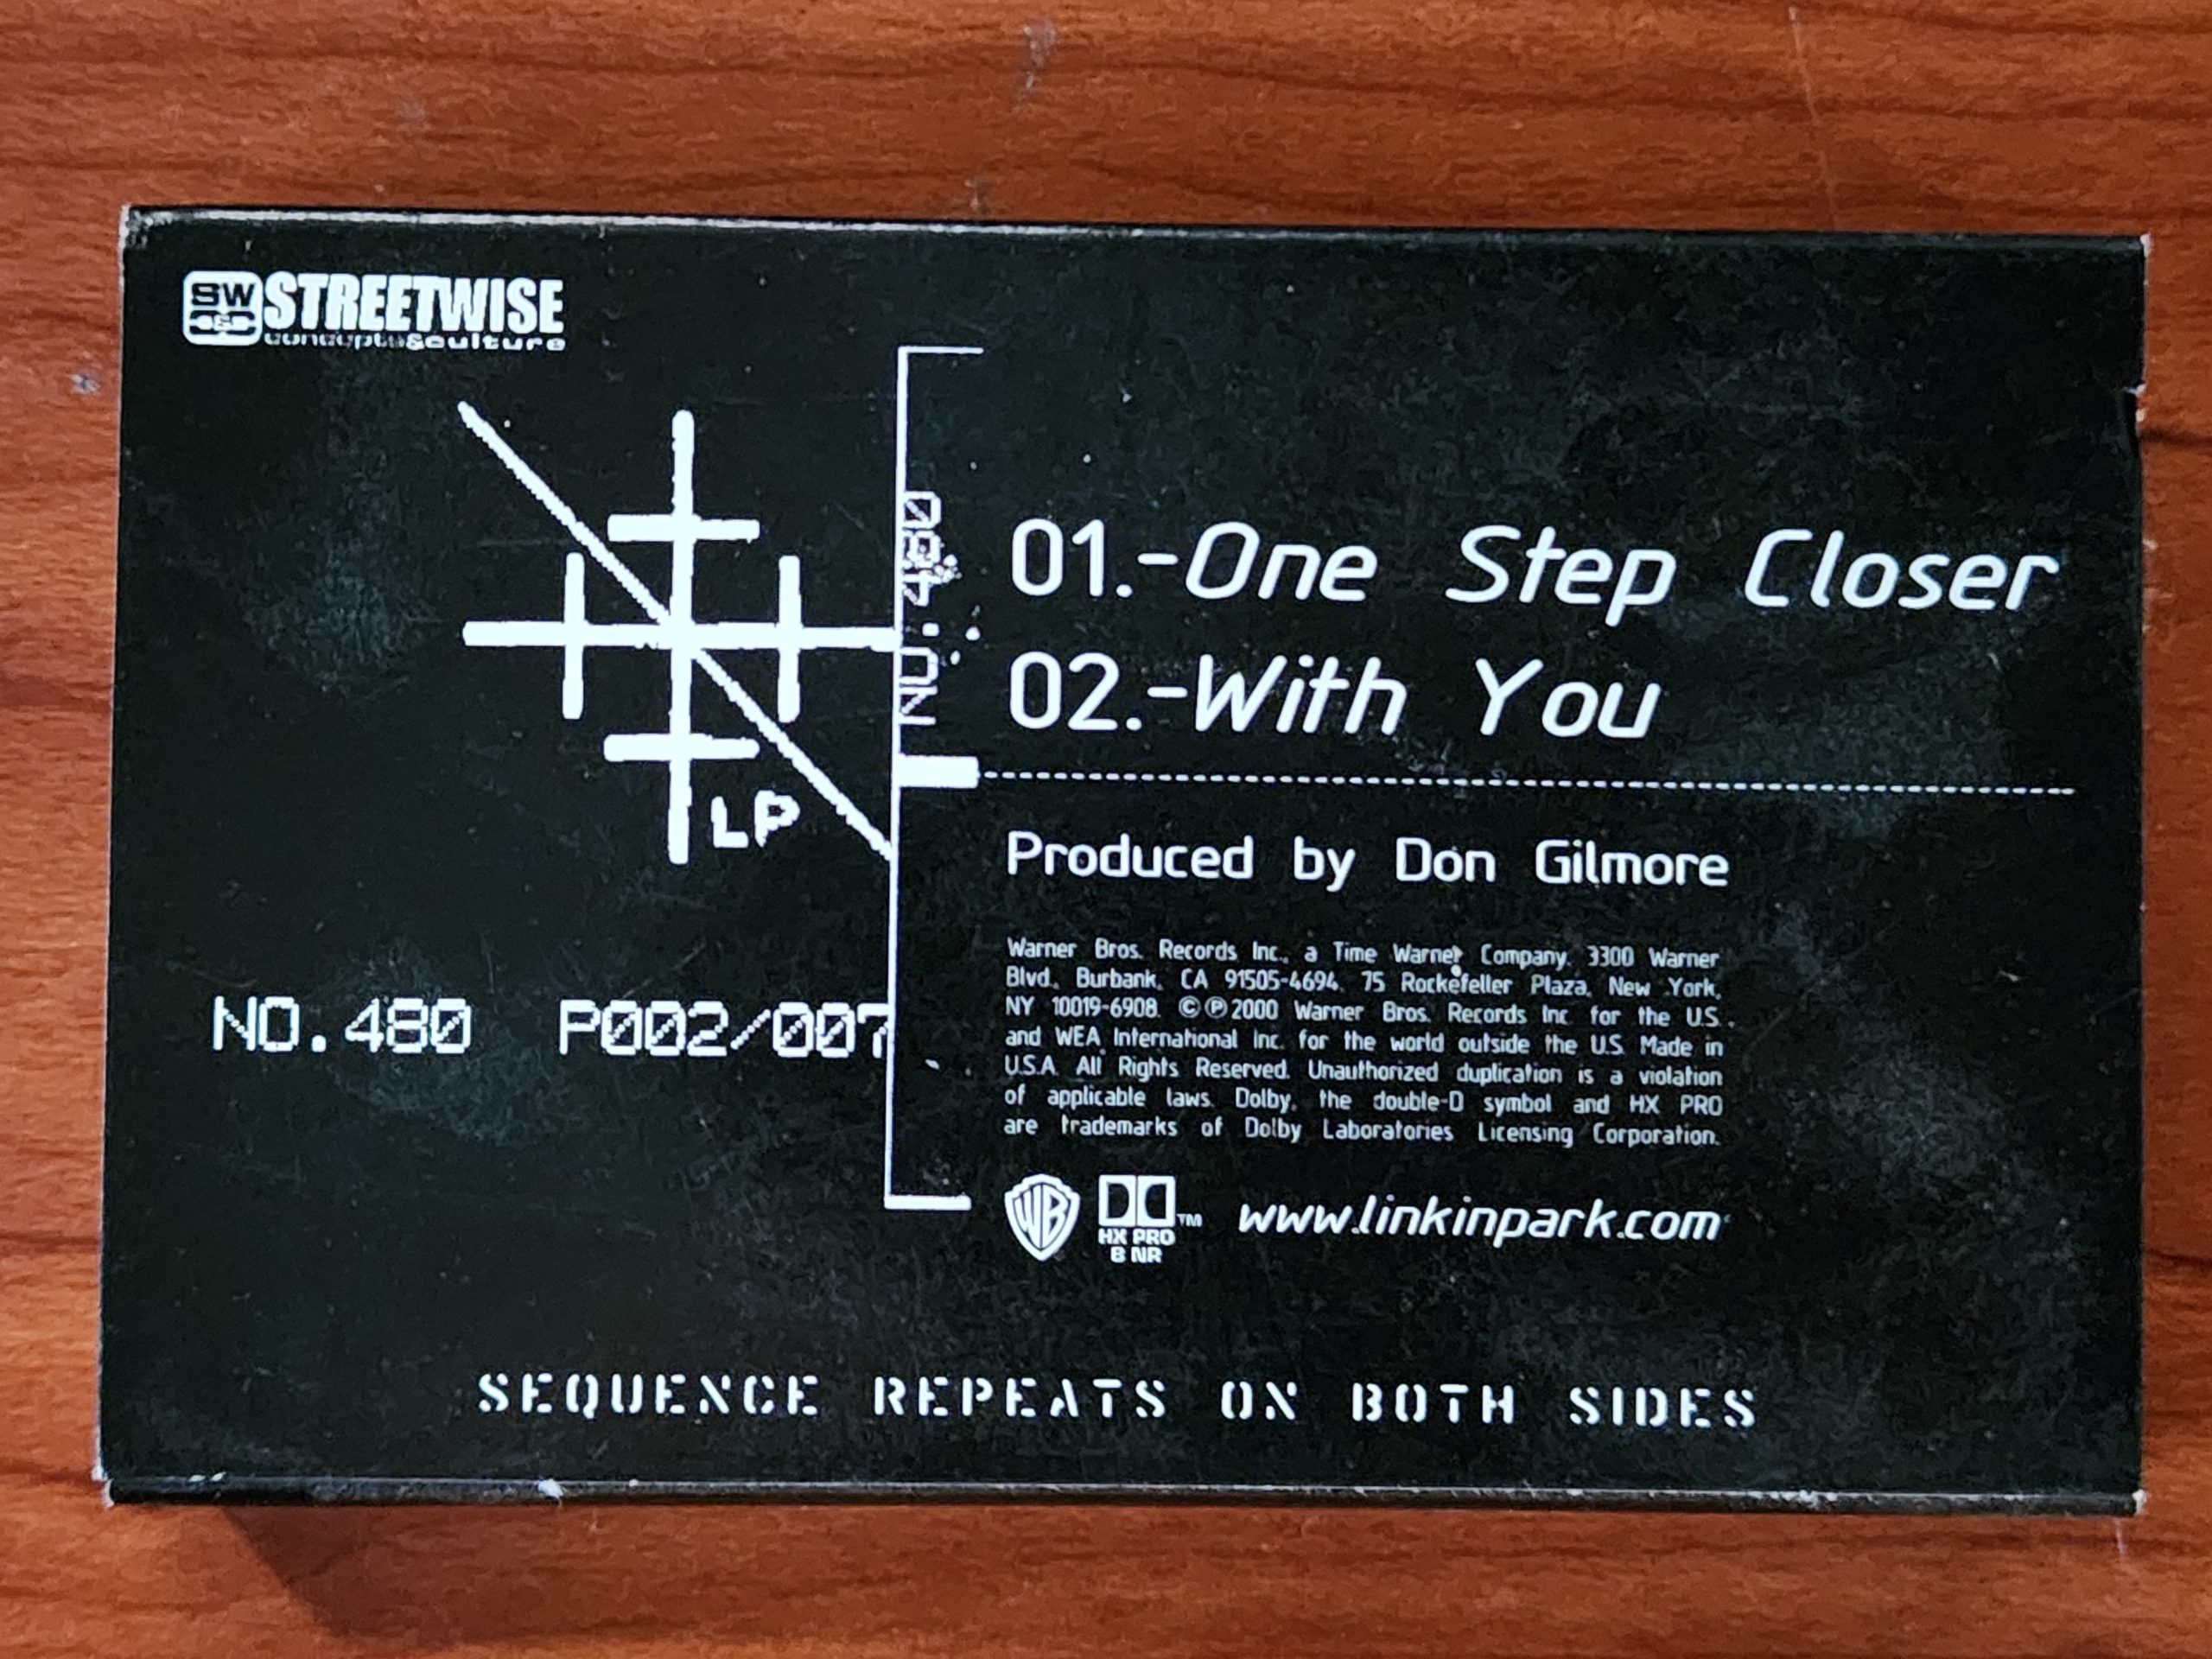 SW
C&C
STREETWISE
concepts&culture
LP
NO.480 P002/007
NO.480
01.-One Step Closer
02.-With You
Produced by Don Gilmore
Warner Bros. Records Inc., a Time Warner Company. 3300 Warner
Blvd., Burbank, CA 91505-4694. 75 Rockefeller Plaza, New York,
NY 10019-6908. ©℗2000 Warner Bros. Records Inc for the U.S.
and WEA International Inc. for the world outside the U.S. Made in
U.S.A. All Rights Reserved. Unauthorized duplication is a violation
of applicable laws. Dolby, the double-D symbol and HX PRO
are trademarks of Dolby Laboratories Licensing Corporation.
WB
HX PRO
B NR
TM
www.linkinpark.com
SEQUENCE REPEATS ON BOTH SIDES